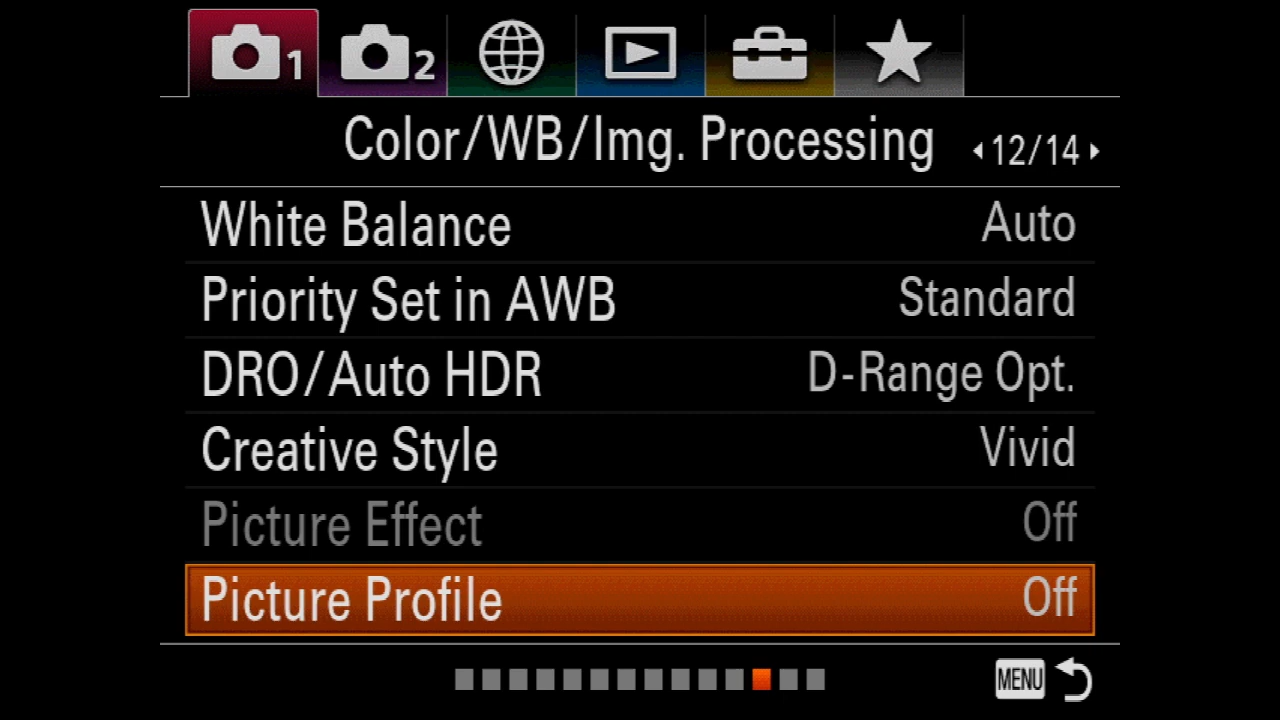 1 2
Color/WB/Img. Processing 12/14
White Balance Auto
Priority Set in AWB Standard
DRO/Auto HDR D-Range Opt.
Creative Style Vivid
Picture Effect Off
Picture Profile Off
MENU